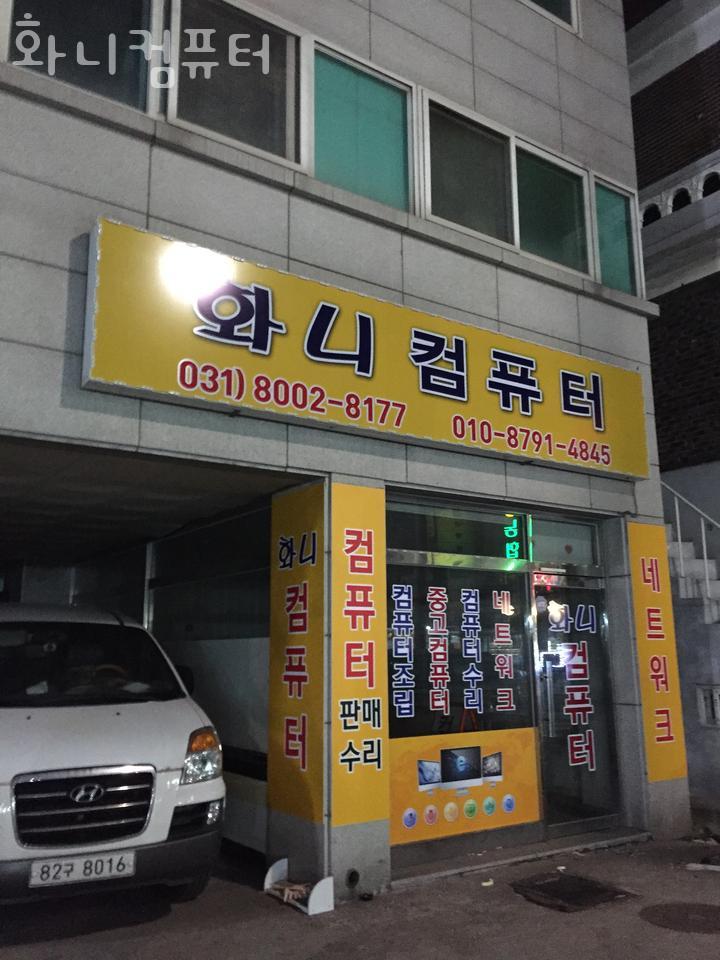 화니컴퓨터
화니컴퓨터
031) 8002-8177 010-8791-4845
화니컴퓨터
컴퓨터
판매
수리
컴퓨터조립
중고컴퓨터
컴퓨터수리
네트워크
화니
컴퓨터
네트워크
82구 8016